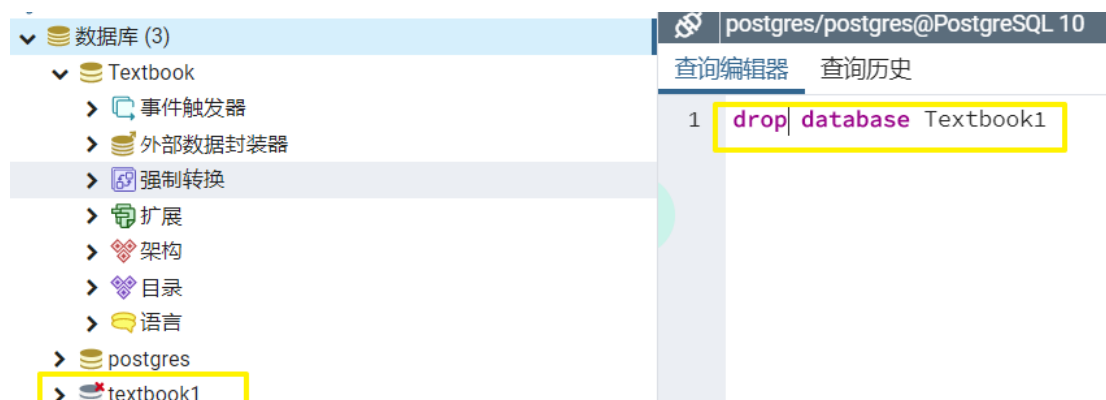 数据库 (3)
Textbook
事件触发器
外部数据封装器
强制转换
扩展
架构
目录
语言
postgres
textbook1
postgres/postgres@PostgreSQL 10
查询编辑器 查询历史
1 drop database Textbook1